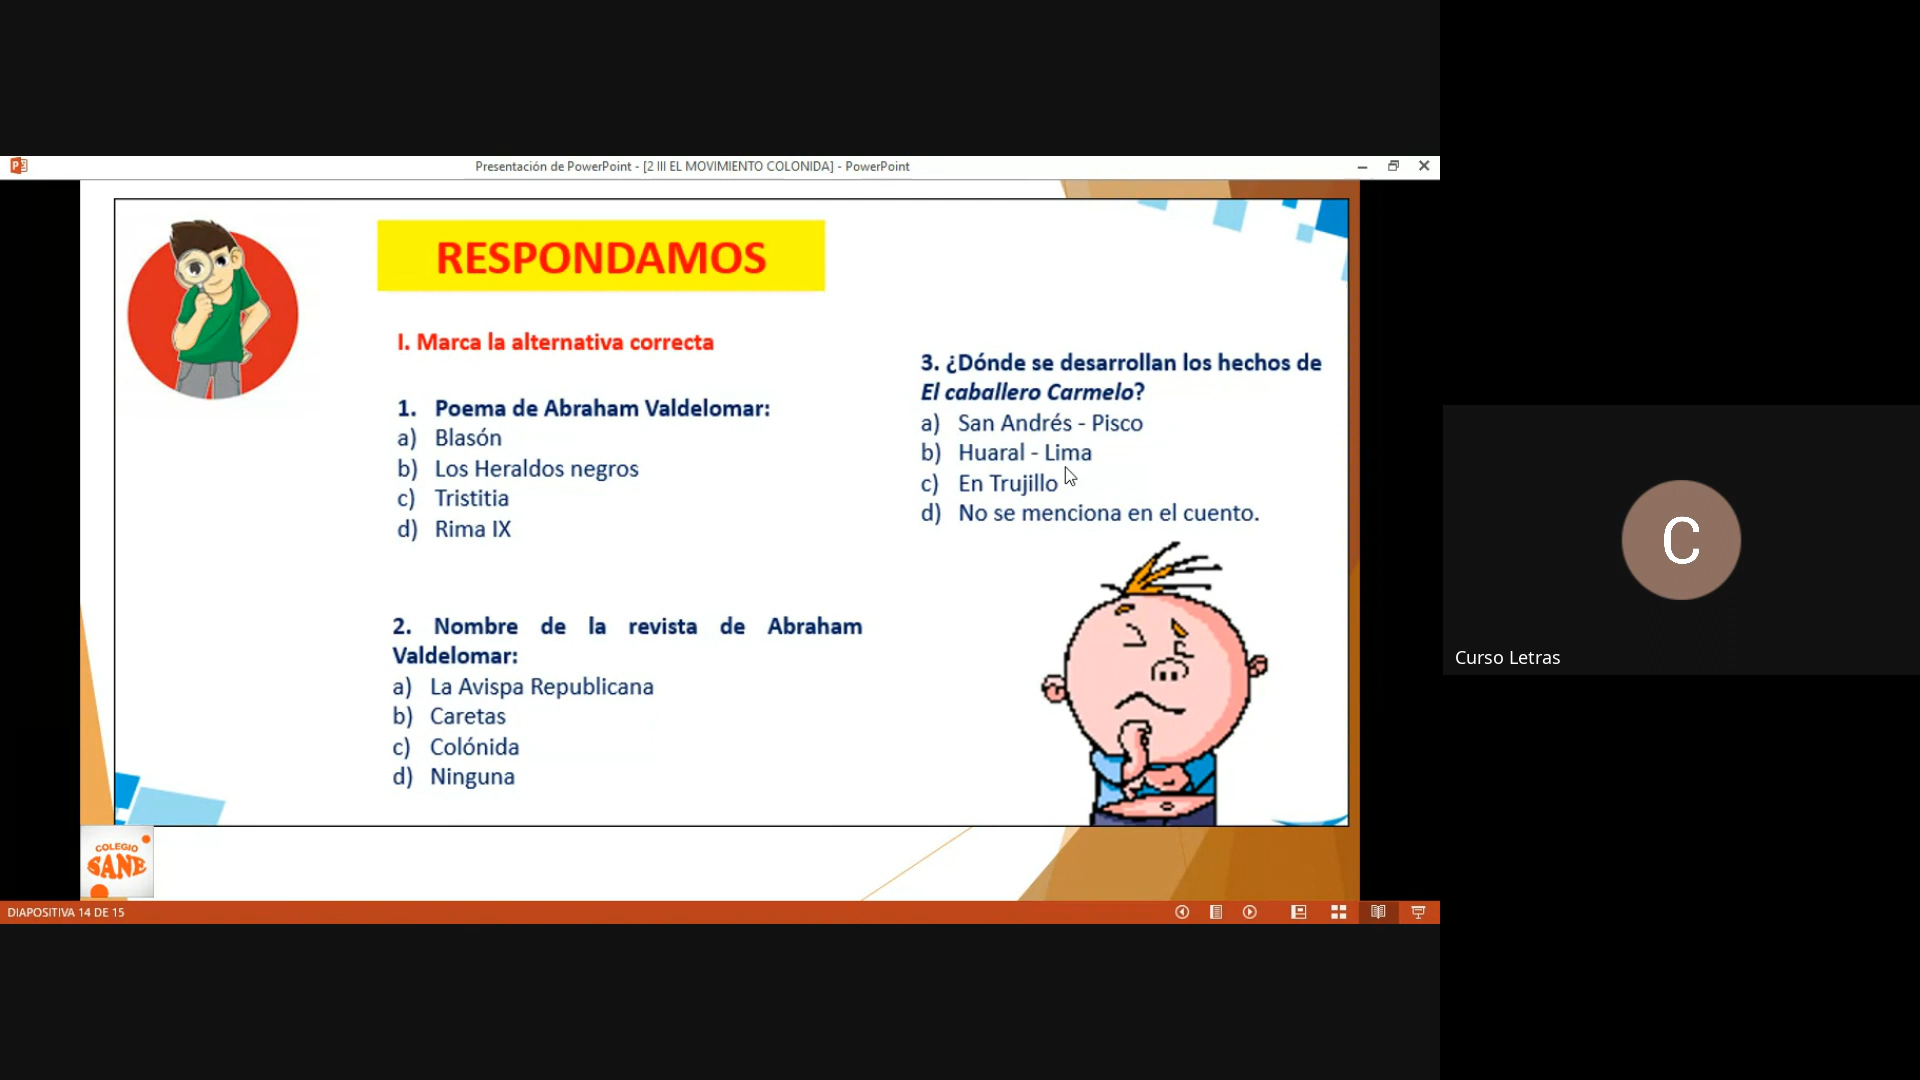 Presentación de PowerPoint - [2 III EL MOVIMIENTO COLONIDA] - PowerPoint
RESPONDAMOS
I. Marca la alternativa correcta
1. Poema de Abraham Valdelomar:
a) Blasón
b) Los Heraldos negros
c) Tristitia
d) Rima IX
2. Nombre de la revista de Abraham
Valdelomar:
a) La Avispa Republicana
b) Caretas
c) Colónida
d) Ninguna
3. ¿Dónde se desarrollan los hechos de
El caballero Carmelo?
a) San Andrés - Pisco
b) Huaral - Lima
c) En Trujillo
d) No se menciona en el cuento.
COLEGIO
SANE
DIAPOSITIVA 14 DE 15
C
Curso Letras